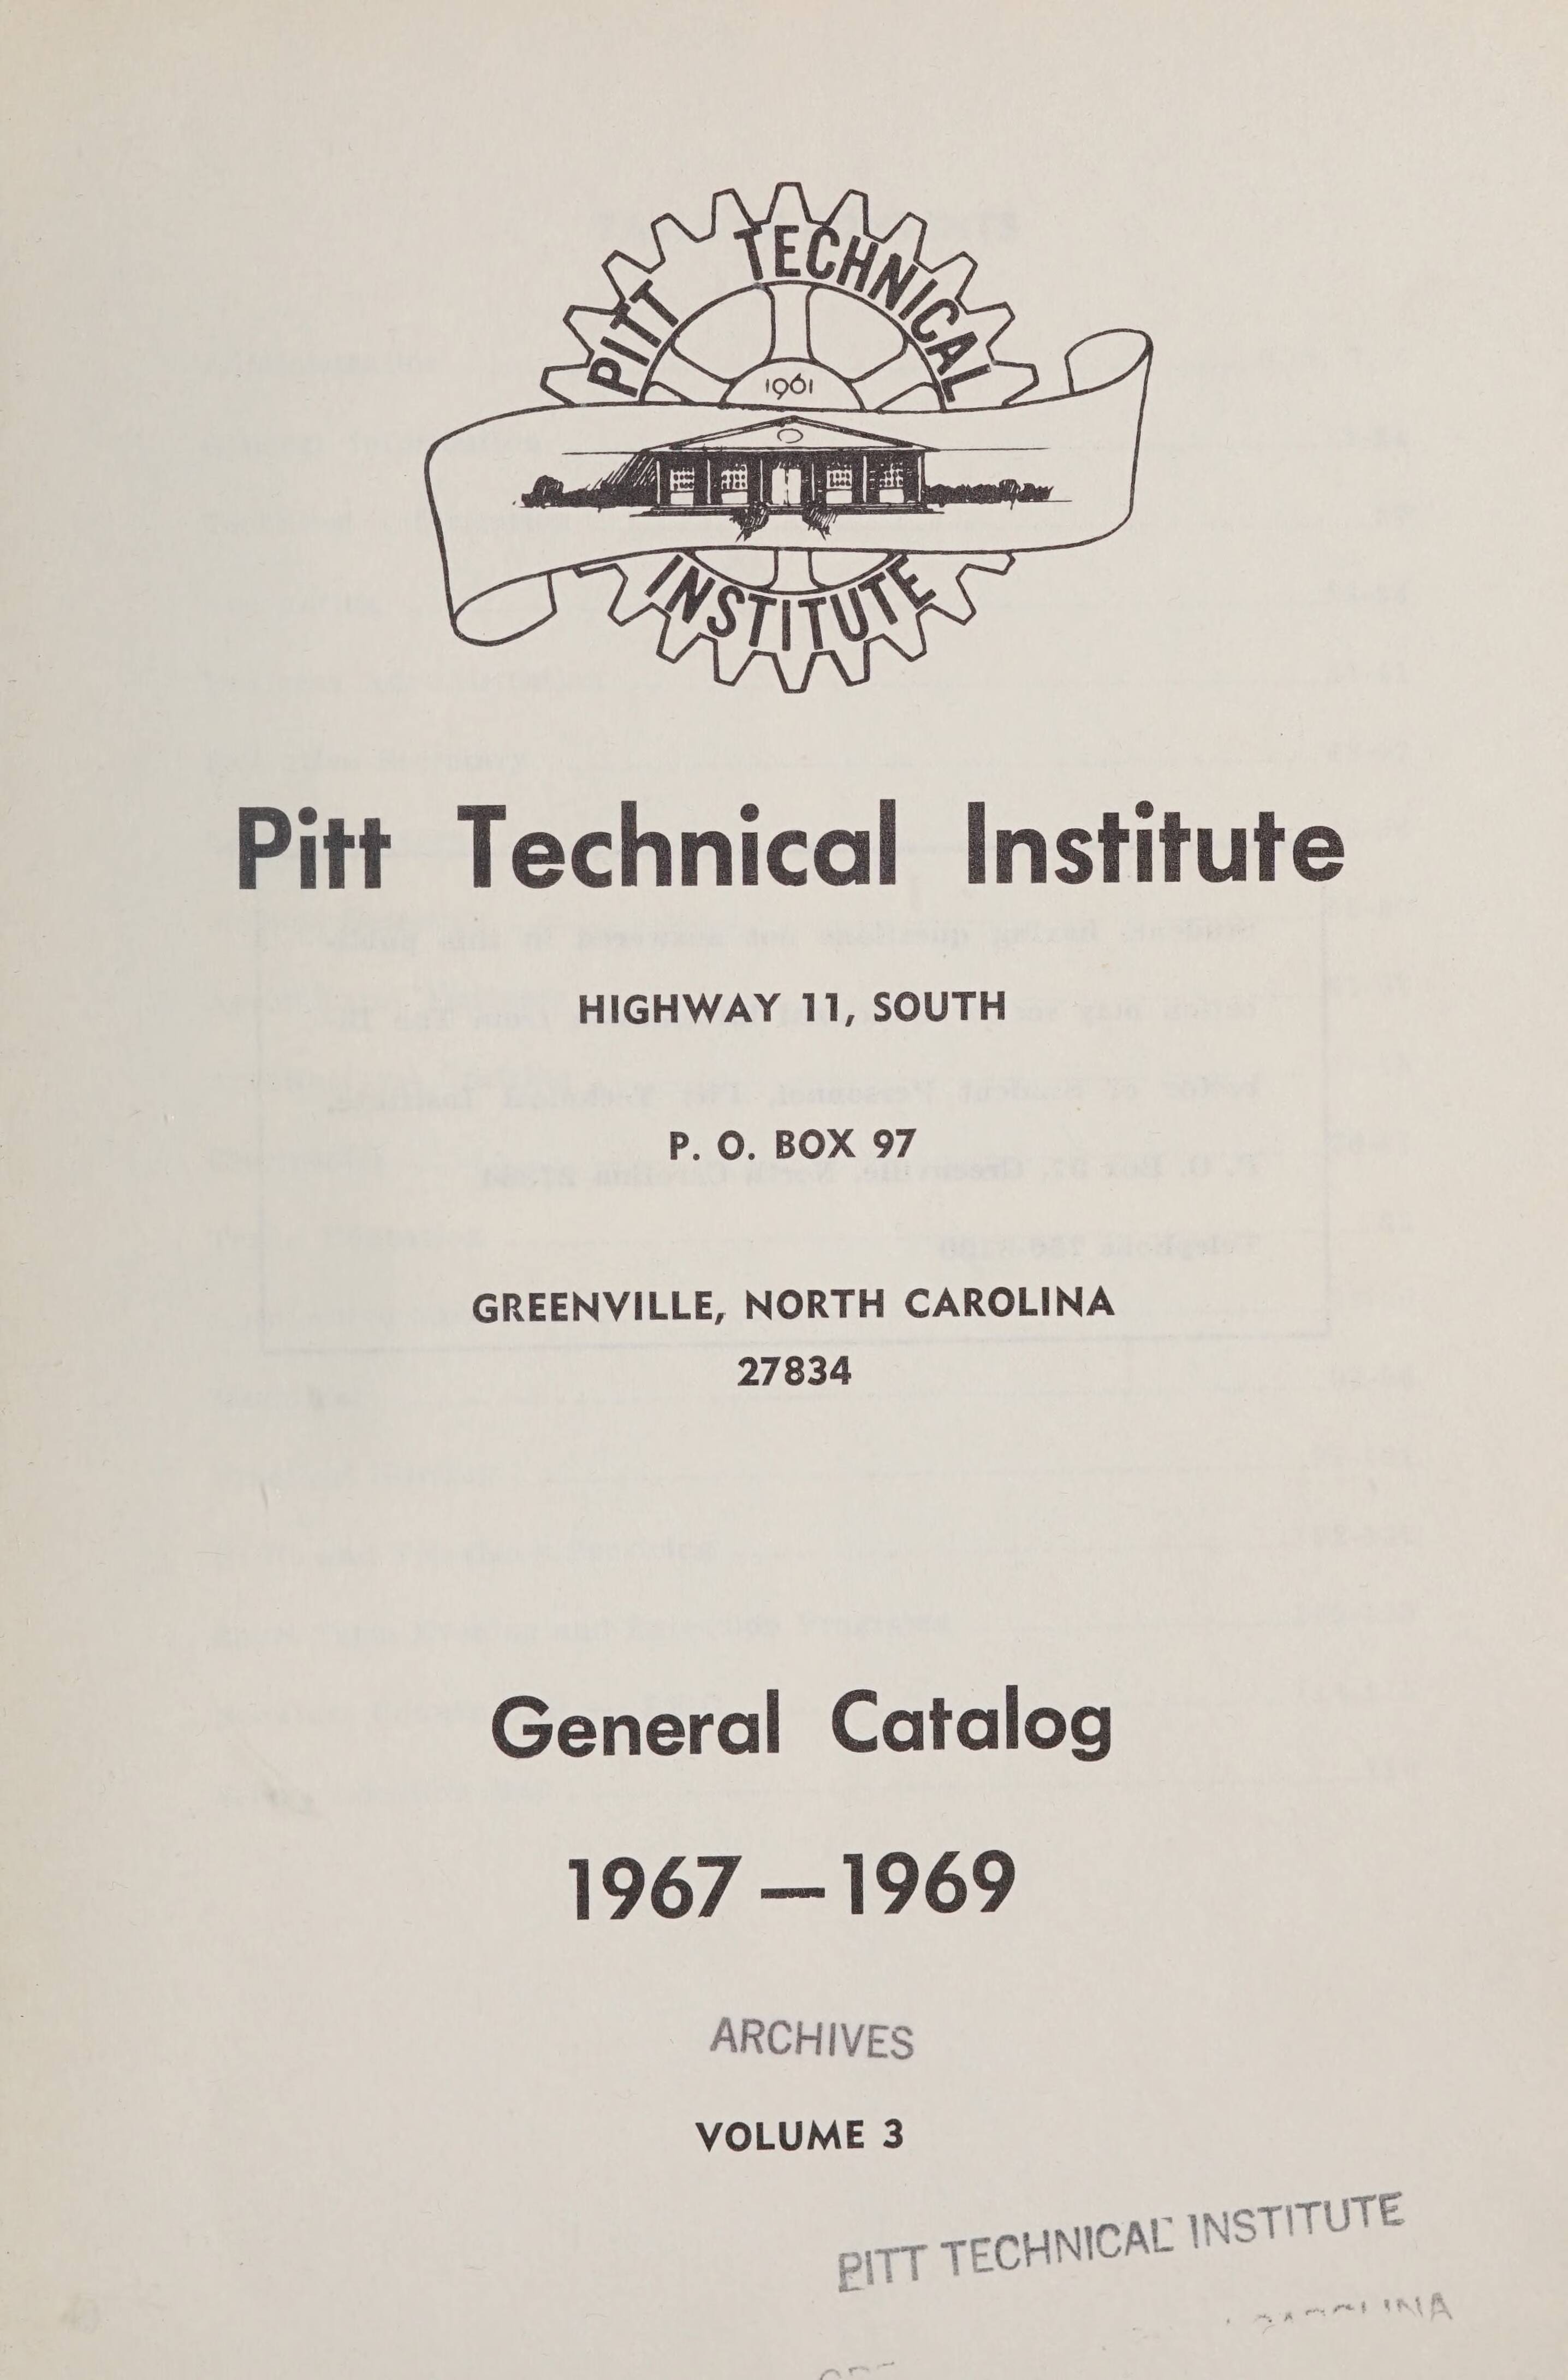 PITT TECHNICAL
1961
INSTITUTE
Pitt Technical Institute
HIGHWAY 11, SOUTH
P. O. BOX 97
GREENVILLE, NORTH CAROLINA
27834
General Catalog
1967—1969
ARCHIVES
VOLUME 3
PITT TECHNICAL INSTITUTE
CAROLINA